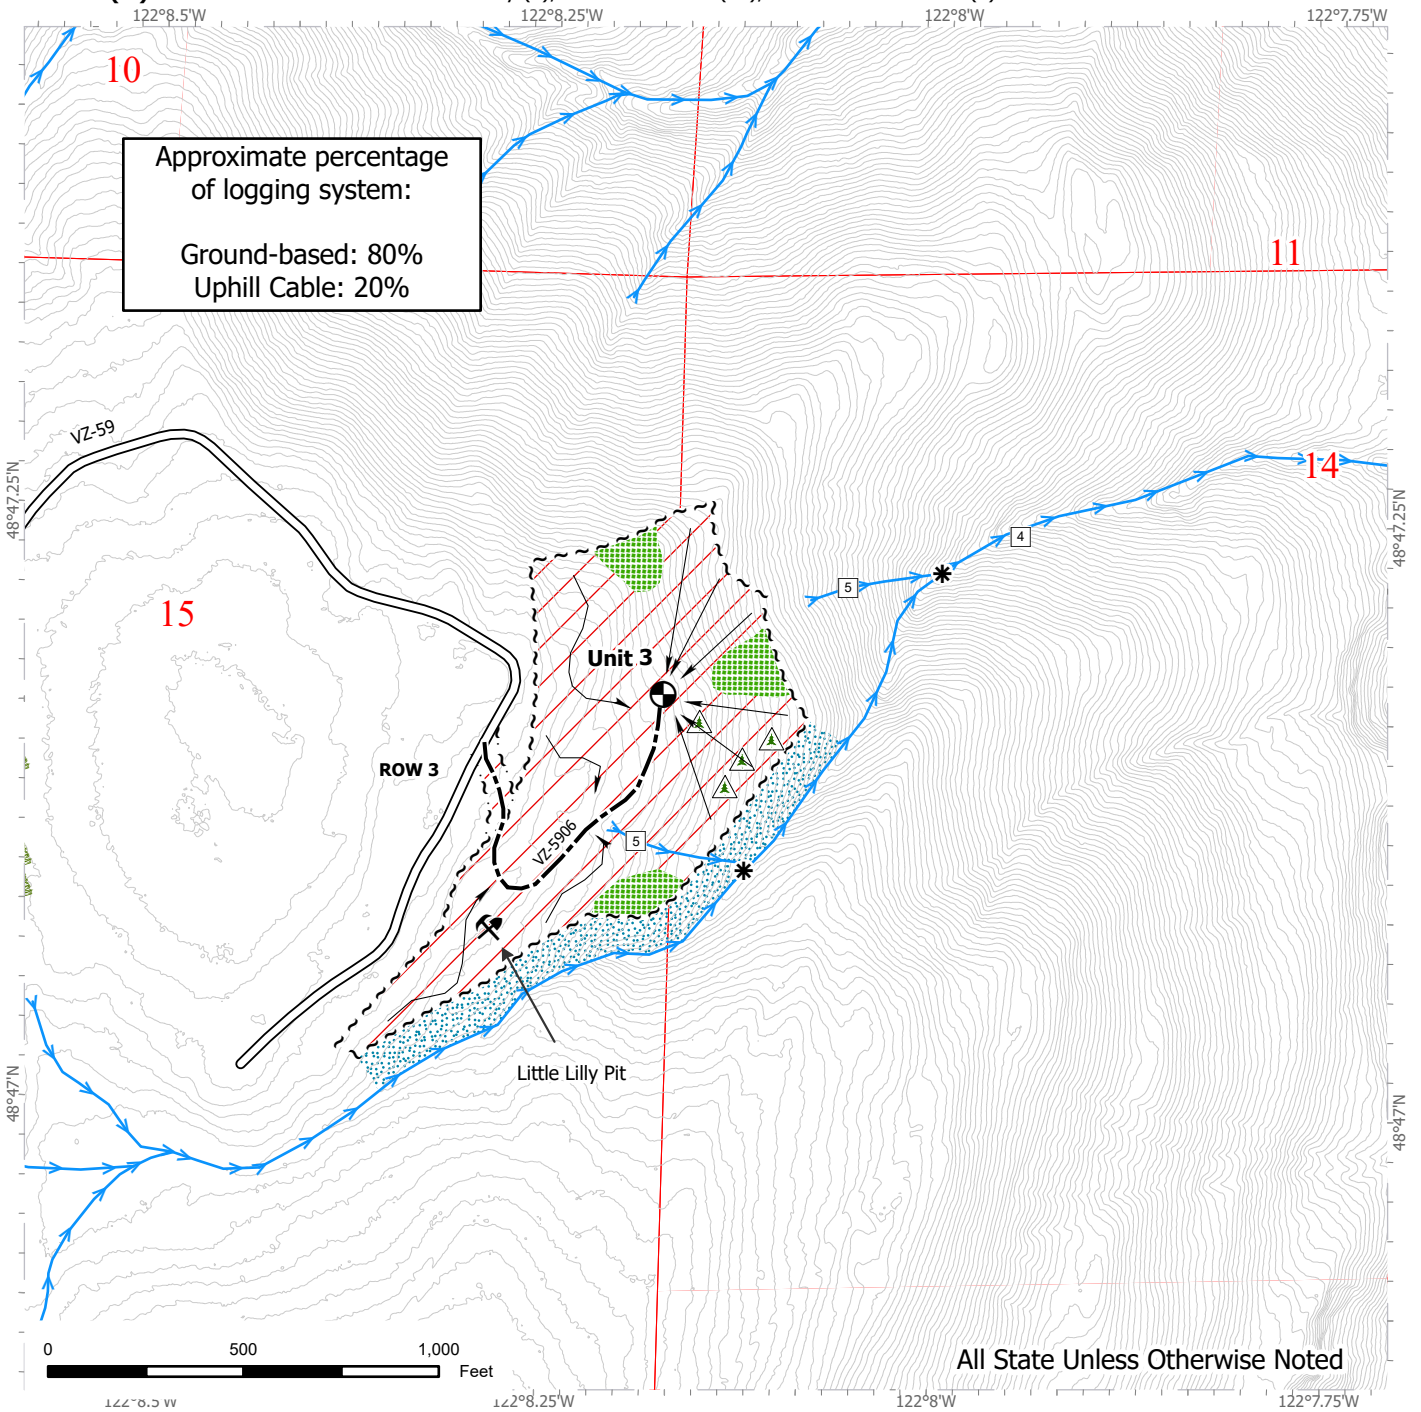 122°8.5'W
122°8.25'W
122°8'W
122°7.75'W
10
Approximate percentage
of logging system:
Ground-based: 80%
Uphill Cable: 20%
11
VZ-59
14
48°47.25'N
48°47.25'N
4
5
15
Unit 3
ROW 3
VZ-5906
5
Little Lilly Pit
48°47'N
48°47'N
0
500
1,000
Feet
All State Unless Otherwise Noted
122°8.5'W
122°8.25'W
122°8'W
122°7.75'W